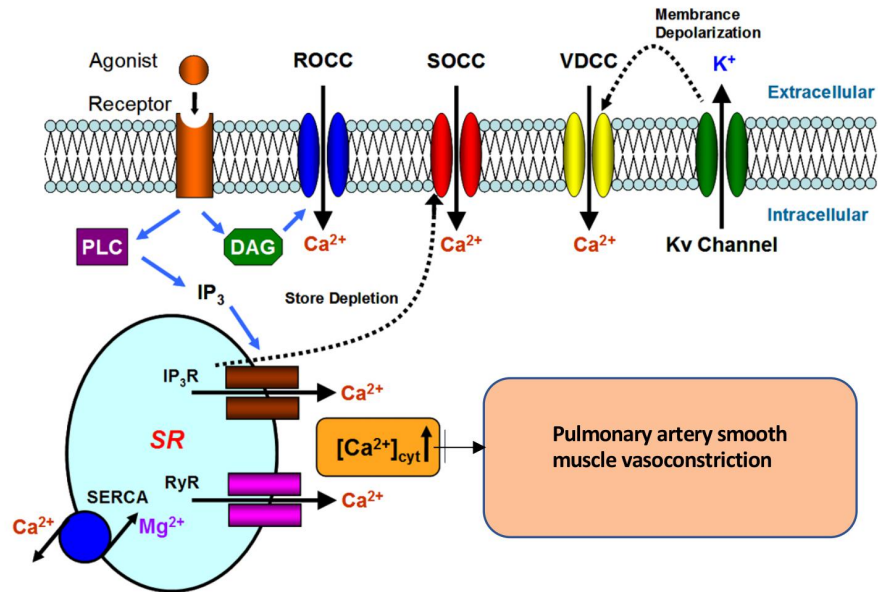 Membrance
Depolarization
Agonist
ROCC
SOCC
VDCC
K⁺
Receptor
Extracellular
Intracellular
PLC
DAG
Ca²⁺
Ca²⁺
Ca²⁺
Kv Channel
IP₃
Store Depletion
IP₃R
Ca²⁺
SR
[Ca²⁺]cyt
Pulmonary artery smooth
muscle vasoconstriction
RyR
SERCA
Ca²⁺
Ca²⁺
Mg²⁺